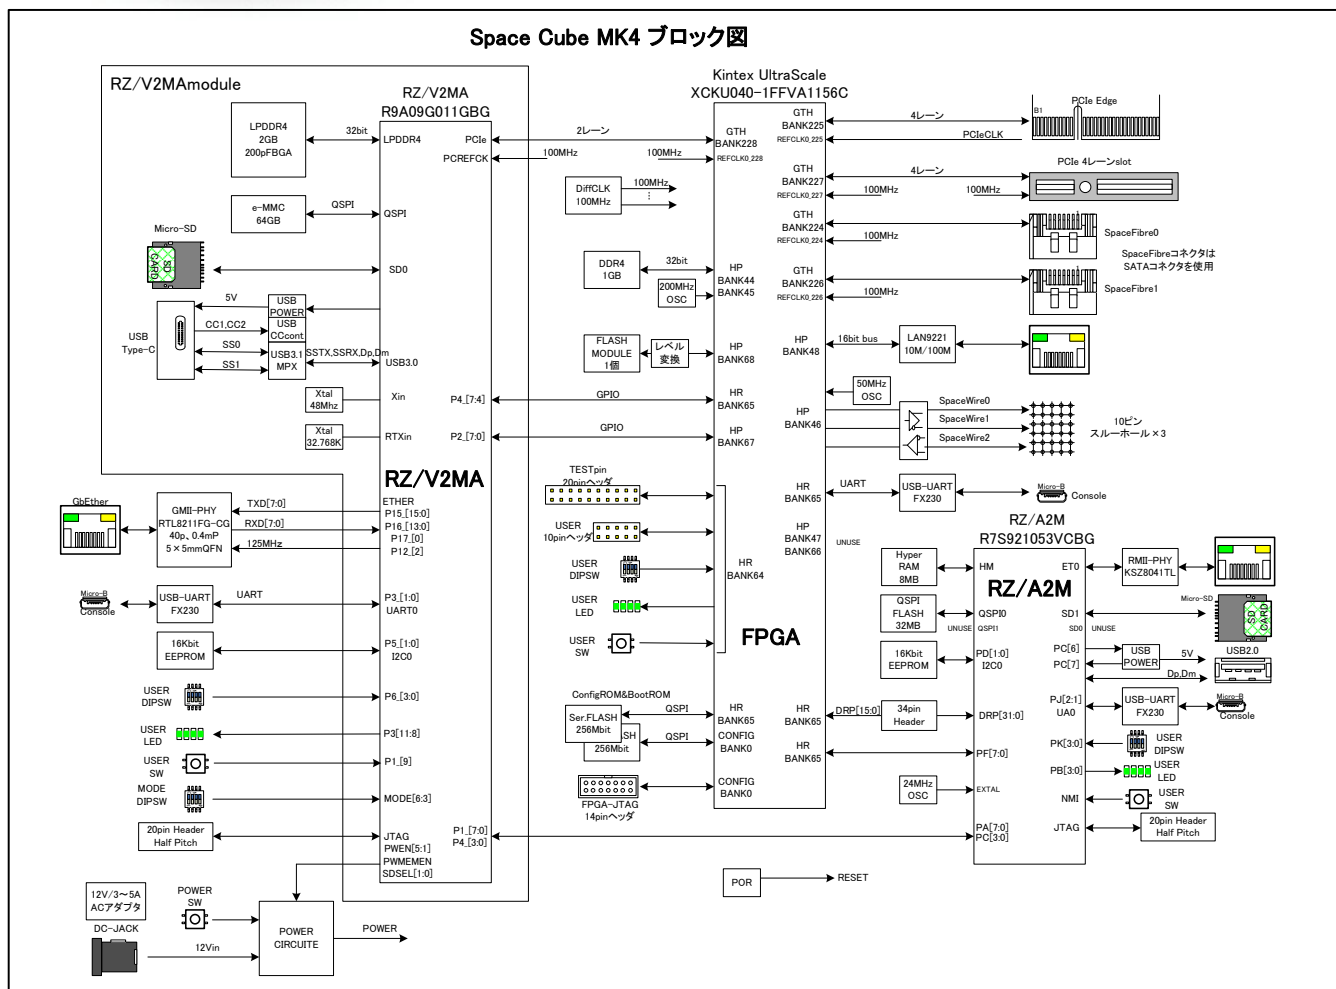 Space Cube MK4 ブロック図
RZ/V2MAmodule
RZ/V2MA
R9A09G011GBG
LPDDR4
2GB
200pFBGA
32bit
LPDDR4
PCIe
PCREFCK
2レーン
100MHz
100MHz
e-MMC
64GB
QSPI
QSPI
Micro-SD
SD
CARD
SD0
USB
Type-C
5V
CC1,CC2
SS0
SS1
USB
POWER
USB
CCcont
USB3.1
MPX
SSTX,SSRX,Dp,Dm
USB3.0
Xtal
48Mhz
Xin
Xtal
32.768K
RTXin
P4_[7:4]
GPIO
P2_[7:0]
GPIO
RZ/V2MA
GbEther
GMII-PHY
RTL8211FG-CG
40p、0.4mP
5×5mmQFN
TXD[7:0]
RXD[7:0]
125MHz
ETHER
P15_[15:0]
P16_[13:0]
P17_[0]
P12_[2]
Micro-B
Console
USB-UART
FX230
UART
P3_[1:0]
UART0
16Kbit
EEPROM
P5_[1:0]
I2C0
USER
DIPSW
P6_[3:0]
USER
LED
P3[11:8]
USER
SW
P1_[9]
MODE
DIPSW
MODE[6:3]
20pin Header
Half Pitch
JTAG
PWEN[5:1]
PWMEMEN
SDSEL[1:0]
P1_[7:0]
P4_[3:0]
12V/3~5A
ACアダプタ
DC-JACK
POWER
SW
12Vin
POWER
CIRCUITE
POWER
Kintex UltraScale
XCKU040-1FFVA1156C
GTH
BANK228
REFCLK0_228
DiffCLK
100MHz
100MHz
DDR4
1GB
32bit
200MHz
OSC
HP
BANK44
BANK45
FLASH
MODULE
1個
レベル
変換
HP
BANK68
HR
BANK65
HP
BANK67
TESTpin
20pinヘッダ
USER
10pinヘッダ
USER
DIPSW
USER
LED
USER
SW
HR
BANK64
FPGA
ConfigROM&BootROM
Ser.FLASH
256Mbit
ASH
256Mbit
QSPI
QSPI
HR
BANK65
CONFIG
BANK0
CONFIG
BANK0
FPGA-JTAG
14pinヘッダ
GTH
BANK225
REFCLK0_225
4レーン
PCIeCLK
B1
PCIe Edge
GTH
BANK227
REFCLK0_227
4レーン
100MHz
100MHz
PCIe 4レーンslot
GTH
BANK224
REFCLK0_224
100MHz
SpaceFibre0
SpaceFibreコネクタは
SATAコネクタを使用
GTH
BANK226
REFCLK0_226
100MHz
SpaceFibre1
HP
BANK48
16bit bus
LAN9221
10M/100M
50MHz
OSC
HP
BANK46
SpaceWire0
SpaceWire1
SpaceWire2
10ピン
スルーホール×3
HR
BANK65
UART
USB-UART
FX230
Micro-B
Console
HP
BANK47
BANK66
UNUSE
HR
BANK65
DRP[15:0]
34pin
Header
HR
BANK65
RZ/A2M
R7S921053VCBG
RZ/A2M
Hyper
RAM
8MB
HM
QSPI
FLASH
32MB
QSPI0
UNUSE
QSPI1
16Kbit
EEPROM
PD[1:0]
I2C0
DRP[31:0]
PF[7:0]
24MHz
OSC
EXTAL
PA[7:0]
PC[3:0]
ET0
RMII-PHY
KSZ8041TL
SD1
SD0
UNUSE
Micro-SD
SD
CARD
PC[6]
PC[7]
USB
POWER
5V
Dp,Dm
USB2.0
PJ[2:1]
UA0
USB-UART
FX230
Micro-B
Console
PK[3:0]
USER
DIPSW
PB[3:0]
USER
LED
NMI
USER
SW
JTAG
20pin Header
Half Pitch
POR
RESET